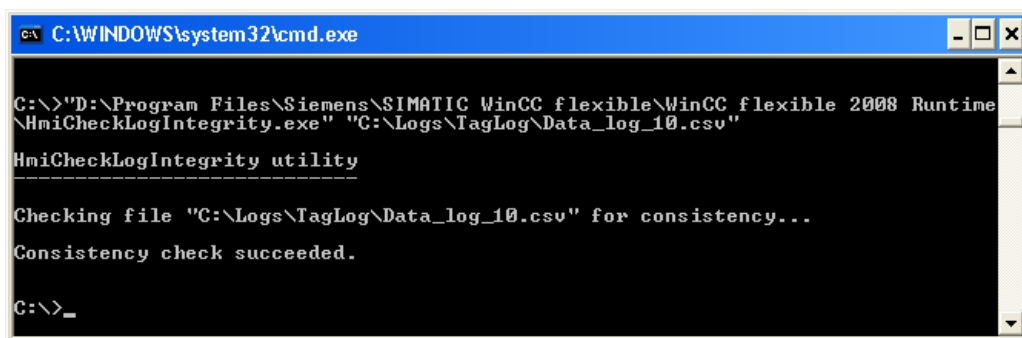 C:\WINDOWS\system32\cmd.exe
C:\>"D:\Program Files\Siemens\SIMATIC WinCC flexible\WinCC flexible 2008 Runtime
\HmiCheckLogIntegrity.exe" "C:\Logs\TagLog\Data_log_10.csv"
HmiCheckLogIntegrity utility
----------------------------
Checking file "C:\Logs\TagLog\Data_log_10.csv" for consistency...
Consistency check succeeded.
C:\>_